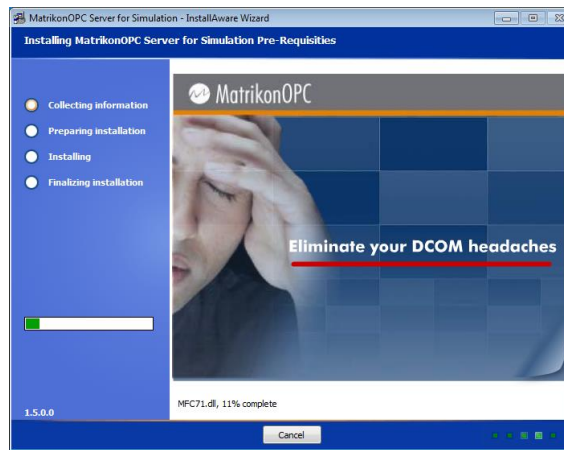 MatrikonOPC Server for Simulation - InstallAware Wizard
Installing MatrikonOPC Server for Simulation Pre-Requisities
Collecting information
Preparing installation
Installing
Finalizing installation
MatrikonOPC
Eliminate your DCOM headaches
MFC71.dll, 11% complete
1.5.0.0
Cancel